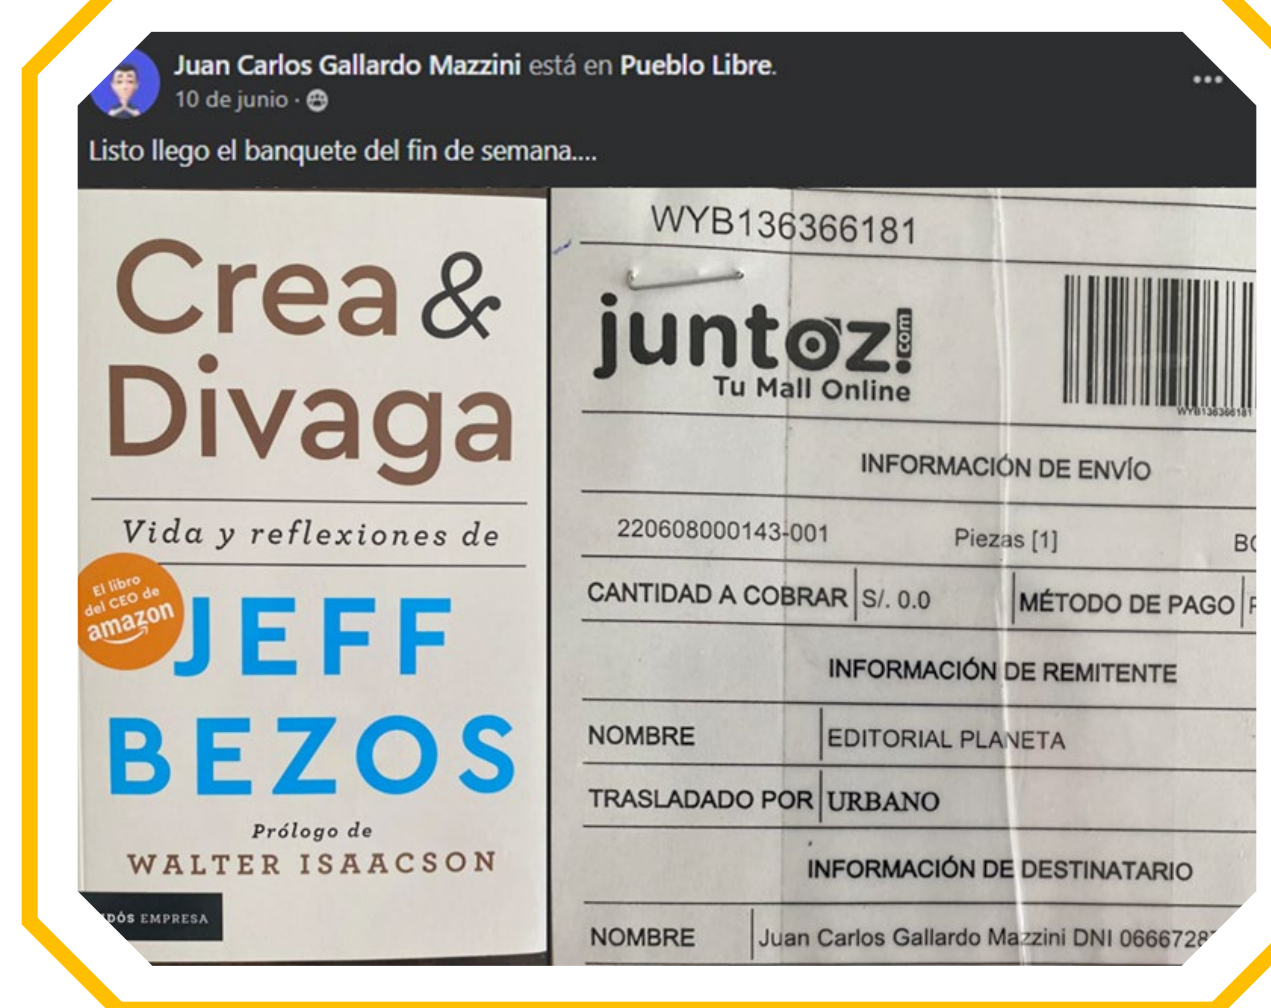 Juan Carlos Gallardo Mazzini está en Pueblo Libre.
10 de junio ·
Listo llego el banquete del fin de semana....
Crea &
Divaga
Vida y reflexiones de
El libro
del CEO de
amazon
JEFF
BEZOS
Prólogo de
WALTER ISAACSON
EMPRESA
WYB136366181
juntoz!.com
Tu Mall Online
WYB136366181
INFORMACIÓN DE ENVÍO
220608000143-001 Piezas [1]
CANTIDAD A COBRAR S/. 0.0 MÉTODO DE PAGO
INFORMACIÓN DE REMITENTE
NOMBRE EDITORIAL PLANETA
TRASLADADO POR URBANO
INFORMACIÓN DE DESTINATARIO
NOMBRE Juan Carlos Gallardo Mazzini DNI